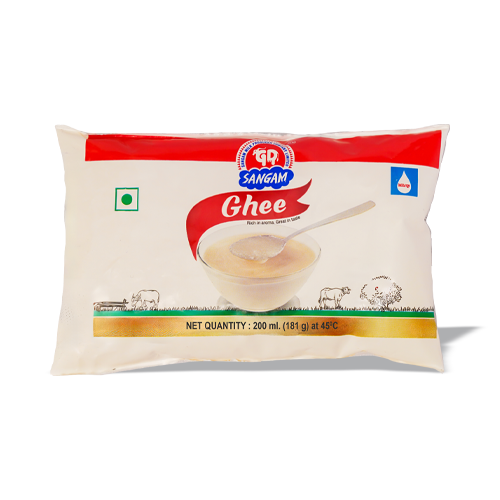 SANGAM
Ghee
Rich in aroma, Great in taste
NET QUANTITY : 200 ml. (181 g) at 45°C